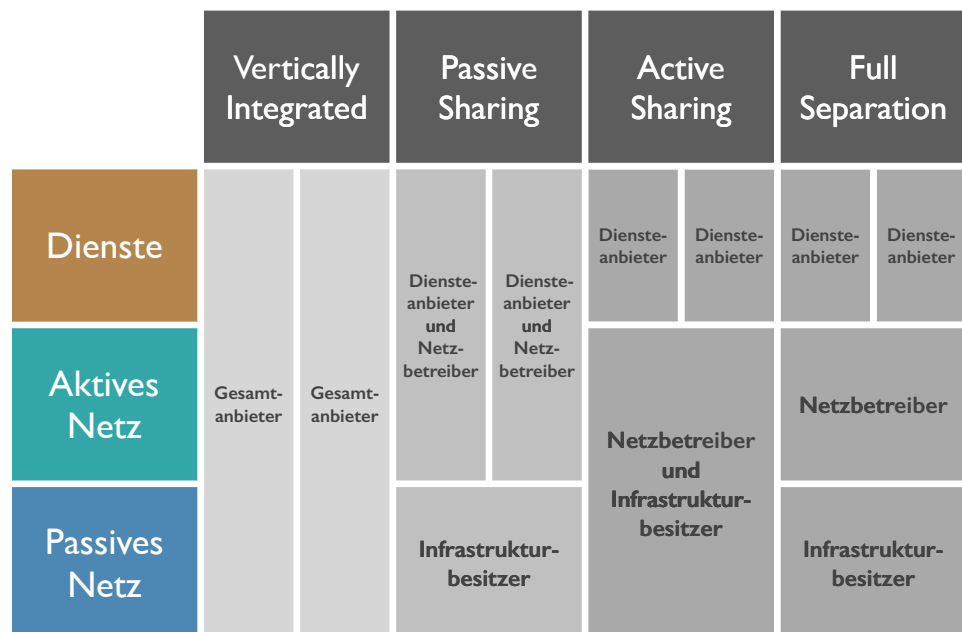 Vertically
Integrated
Passive
Sharing
Active
Sharing
Full
Separation
Dienste
Dienste-
anbieter
Dienste-
anbieter
Dienste-
anbieter
Dienste-
anbieter
Dienste-
anbieter
und
Netz-
betreiber
Dienste-
anbieter
und
Netz-
betreiber
Aktives
Netz
Gesamt-
anbieter
Gesamt-
anbieter
Netzbetreiber
und
Infrastruktur-
besitzer
Netzbetreiber
Passives
Netz
Infrastruktur-
besitzer
Infrastruktur-
besitzer